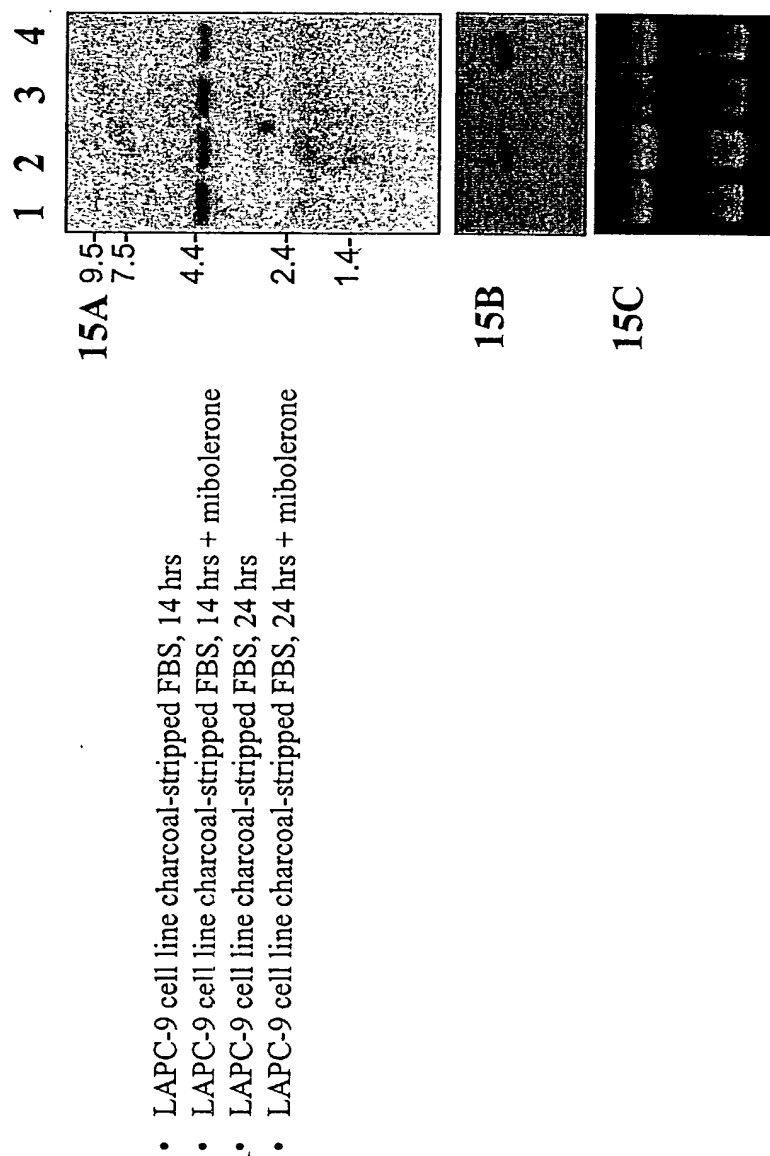 1 2 3 4
15A
9.5-
7.5-
4.4-
2.4-
1.4-
15B
15C
• LAPC-9 cell line charcoal-stripped FBS, 14 hrs
• LAPC-9 cell line charcoal-stripped FBS, 14 hrs + mibolerone
• LAPC-9 cell line charcoal-stripped FBS, 24 hrs
• LAPC-9 cell line charcoal-stripped FBS, 24 hrs + mibolerone